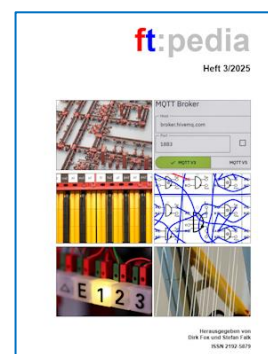 ft:pedia
Heft 3/2025
MQTT Broker
broker.hivemq.com
1883
✓ MQTT V3
MQTT V5
E 1 2 3
Herausgegeben von
Dirk Fox und Stefan Falk
ISSN 2192-5879